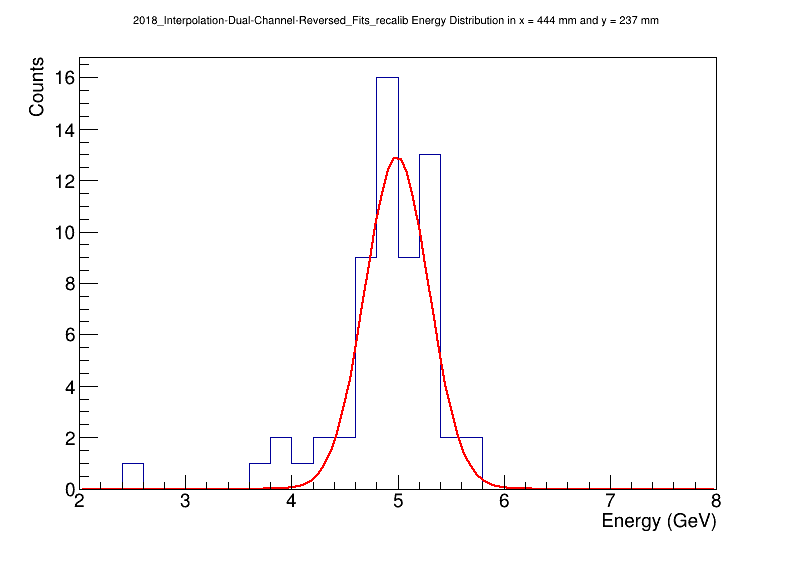 2018_Interpolation-Dual-Channel-Reversed_Fits_recalib Energy Distribution in x = 444 mm and y = 237 mm
Counts
16
14
12
10
8
6
4
2
0
2 3 4 5 6 7 8
Energy (GeV)